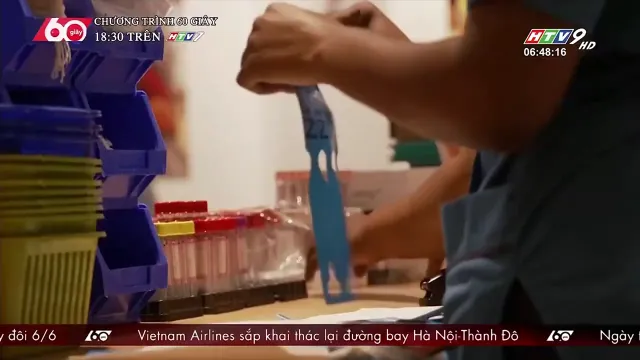 60 giây
CHƯƠNG TRÌNH 60 GIÂY
18:30 TRÊN HTV7
HTV9 HD
06:48:16
22
y đôi 6/6 60 Vietnam Airlines sắp khai thác lại đường bay Hà Nội-Thành Đô 60 Ngày